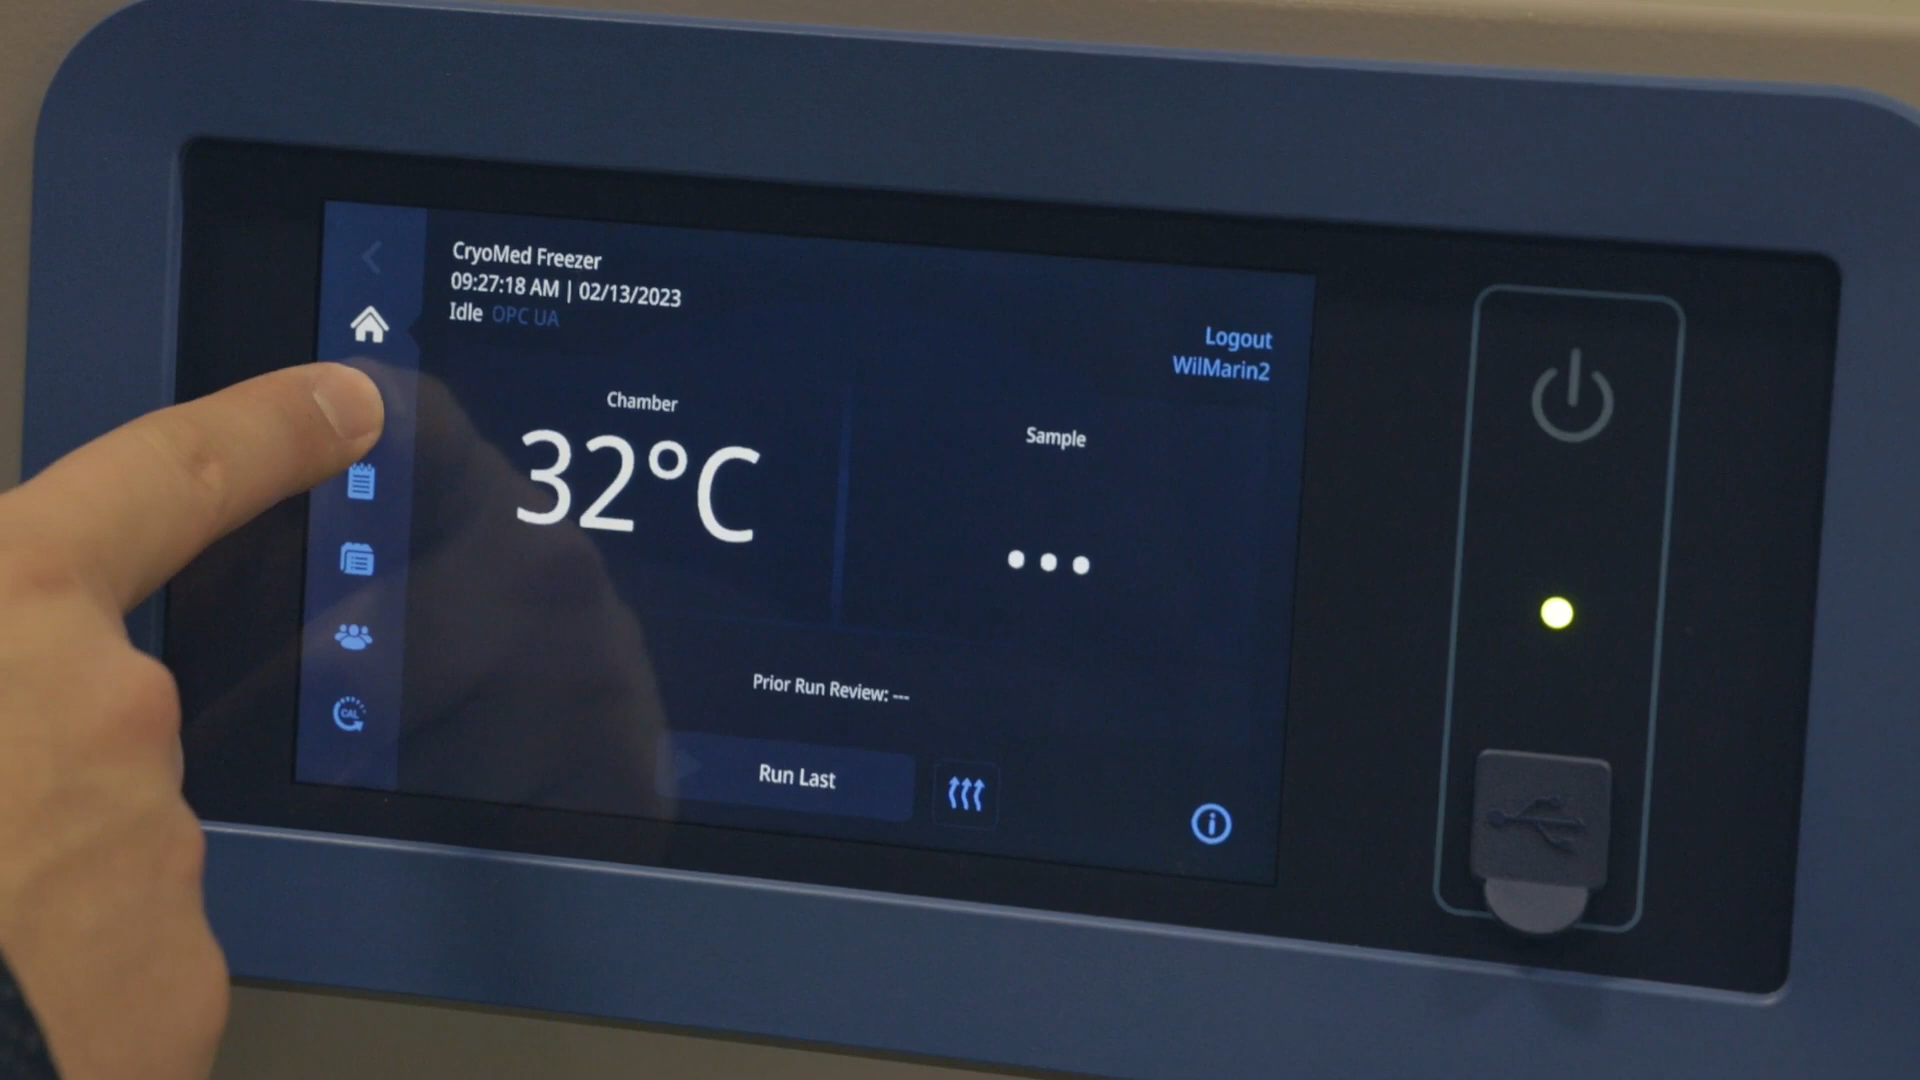 CryoMed Freezer
09:27:18 AM | 02/13/2023
Idle OPC UA
Logout
WilMarin2
Chamber
32°C
Sample
Prior Run Review: ---
Run Last
CAL